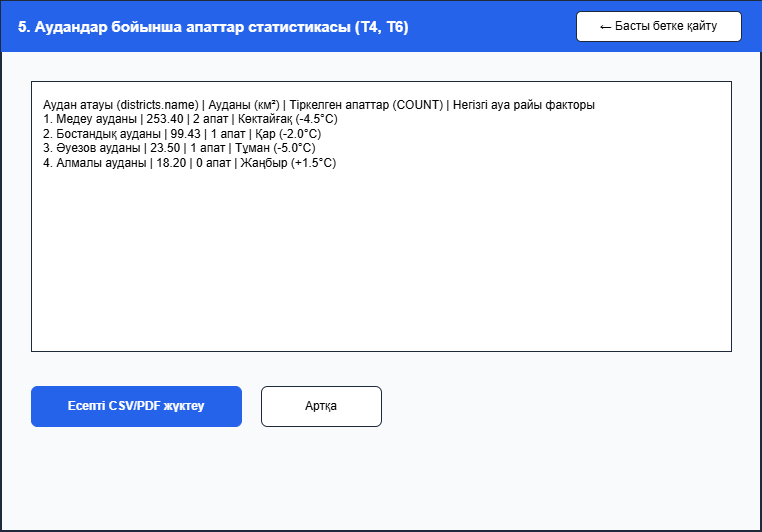 5. Аудандар бойынша апаттар статистикасы (Т4, Т6)
← Басты бетке қайту
Аудан атауы (districts.name) | Ауданы (км²) | Тіркелген апаттар (COUNT) | Негізгі ауа райы факторы
1. Медеу ауданы | 253.40 | 2 апат | Көктайғақ (-4.5°C)
2. Бостандық ауданы | 99.43 | 1 апат | Қар (-2.0°C)
3. Әуезов ауданы | 23.50 | 1 апат | Тұман (-5.0°C)
4. Алмалы ауданы | 18.20 | 0 апат | Жаңбыр (+1.5°C)
Есепті CSV/PDF жүктеу
Артқа